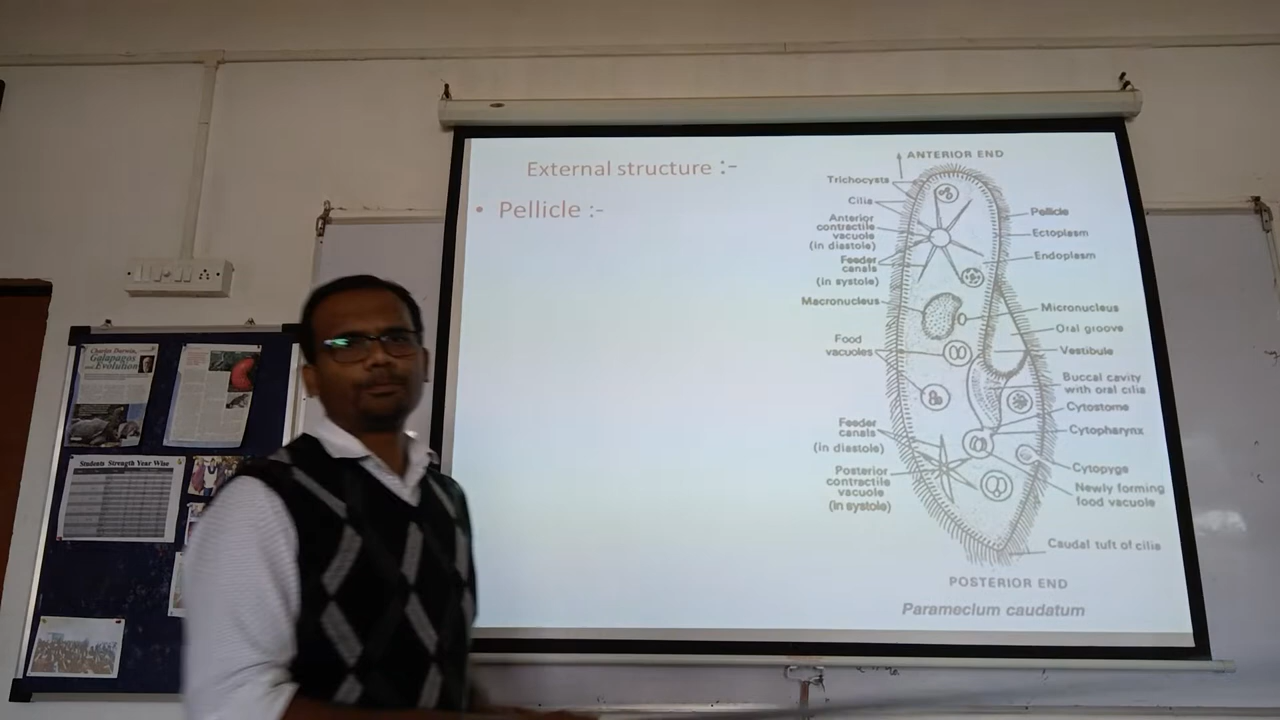 External structure :-
• Pellicle :-
ANTERIOR END
Trichocysts
Cilia
Anterior
contractile
vacuole
(in diastole)
Feeder
canals
(in systole)
Macronucleus
Food
vacuoles
Feeder
canals
(in diastole)
Posterior
contractile
vacuole
(in systole)
Pellicle
Ectoplasm
Endoplasm
Micronucleus
Oral groove
Vestibule
Buccal cavity
with oral cilia
Cytostome
Cytopharynx
Cytopyge
Newly forming
food vacuole
Caudal tuft of cilia
POSTERIOR END
Paramecium caudatum
Charles Darwin,
Galapagos
and Evolution
Students Strength Year Wise